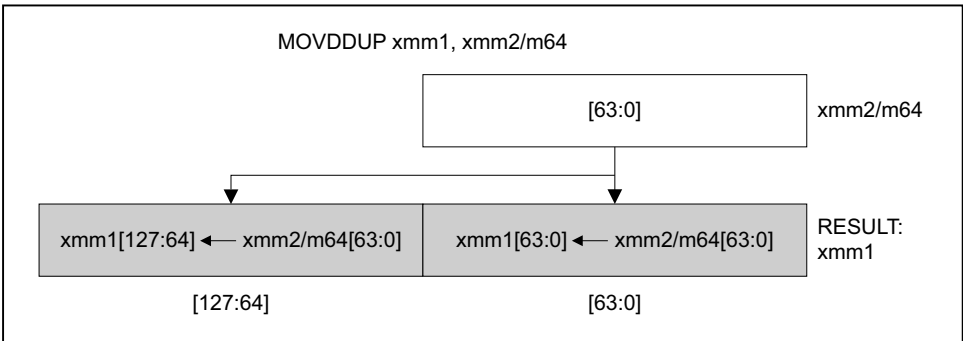 MOVDDUP xmm1, xmm2/m64
[63:0]
xmm2/m64
xmm1[127:64] ← xmm2/m64[63:0]
xmm1[63:0] ← xmm2/m64[63:0]
RESULT:
xmm1
[127:64]
[63:0]